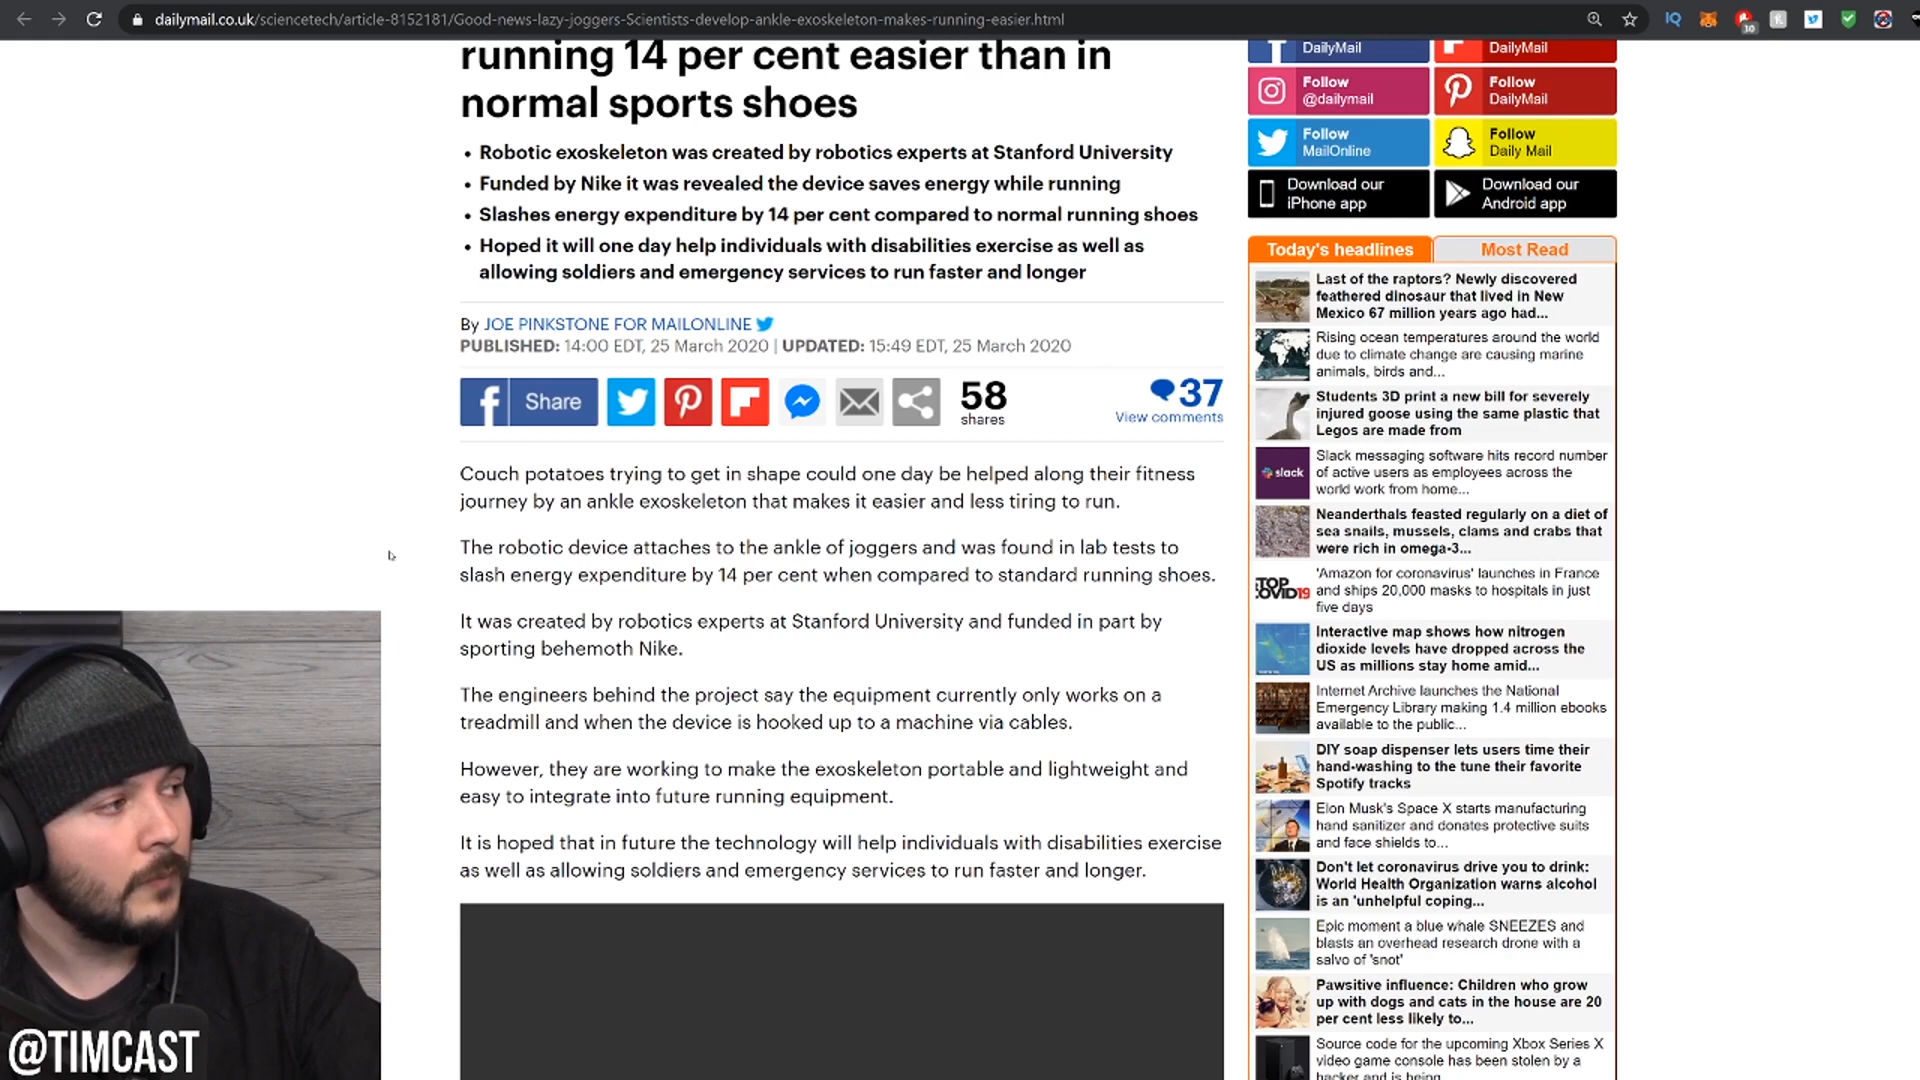 dailymail.co.uk/sciencetech/article-8152181/Good-news-lazy-joggers-Scientists-develop-ankle-exoskeleton-makes-running-easier.html
10
running 14 per cent easier than in
normal sports shoes
• Robotic exoskeleton was created by robotics experts at Stanford University
• Funded by Nike it was revealed the device saves energy while running
• Slashes energy expenditure by 14 per cent compared to normal running shoes
• Hoped it will one day help individuals with disabilities exercise as well as
allowing soldiers and emergency services to run faster and longer
By JOE PINKSTONE FOR MAILONLINE
PUBLISHED: 14:00 EDT, 25 March 2020 | UPDATED: 15:49 EDT, 25 March 2020
Share
58
shares
37
View comments
Couch potatoes trying to get in shape could one day be helped along their fitness
journey by an ankle exoskeleton that makes it easier and less tiring to run.
The robotic device attaches to the ankle of joggers and was found in lab tests to
slash energy expenditure by 14 per cent when compared to standard running shoes.
It was created by robotics experts at Stanford University and funded in part by
sporting behemoth Nike.
The engineers behind the project say the equipment currently only works on a
treadmill and when the device is hooked up to a machine via cables.
However, they are working to make the exoskeleton portable and lightweight and
easy to integrate into future running equipment.
It is hoped that in future the technology will help individuals with disabilities exercise
as well as allowing soldiers and emergency services to run faster and longer.
@TIMCAST
DailyMail
DailyMail
Follow
@dailymail
Follow
DailyMail
Follow
MailOnline
Follow
Daily Mail
Download our
iPhone app
Download our
Android app
Today's headlines
Most Read
Last of the raptors? Newly discovered
feathered dinosaur that lived in New
Mexico 67 million years ago had...
Rising ocean temperatures around the world
due to climate change are causing marine
animals, birds and...
Students 3D print a new bill for severely
injured goose using the same plastic that
Legos are made from
slack
Slack messaging software hits record number
of active users as employees across the
world work from home...
Neanderthals feasted regularly on a diet of
sea snails, mussels, clams and crabs that
were rich in omega-3...
STOP
COVID19
'Amazon for coronavirus' launches in France
and ships 20,000 masks to hospitals in just
five days
Interactive map shows how nitrogen
dioxide levels have dropped across the
US as millions stay home amid...
Internet Archive launches the National
Emergency Library making 1.4 million ebooks
available to the public...
DIY soap dispenser lets users time their
hand-washing to the tune their favorite
Spotify tracks
Elon Musk's Space X starts manufacturing
hand sanitizer and donates protective suits
and face shields to...
Don't let coronavirus drive you to drink:
World Health Organization warns alcohol
is an 'unhelpful coping...
Epic moment a blue whale SNEEZES and
blasts an overhead research drone with a
salvo of 'snot'
Pawsitive influence: Children who grow
up with dogs and cats in the house are 20
per cent less likely to...
Source code for the upcoming Xbox Series X
video game console has been stolen by a
hacker and is being...